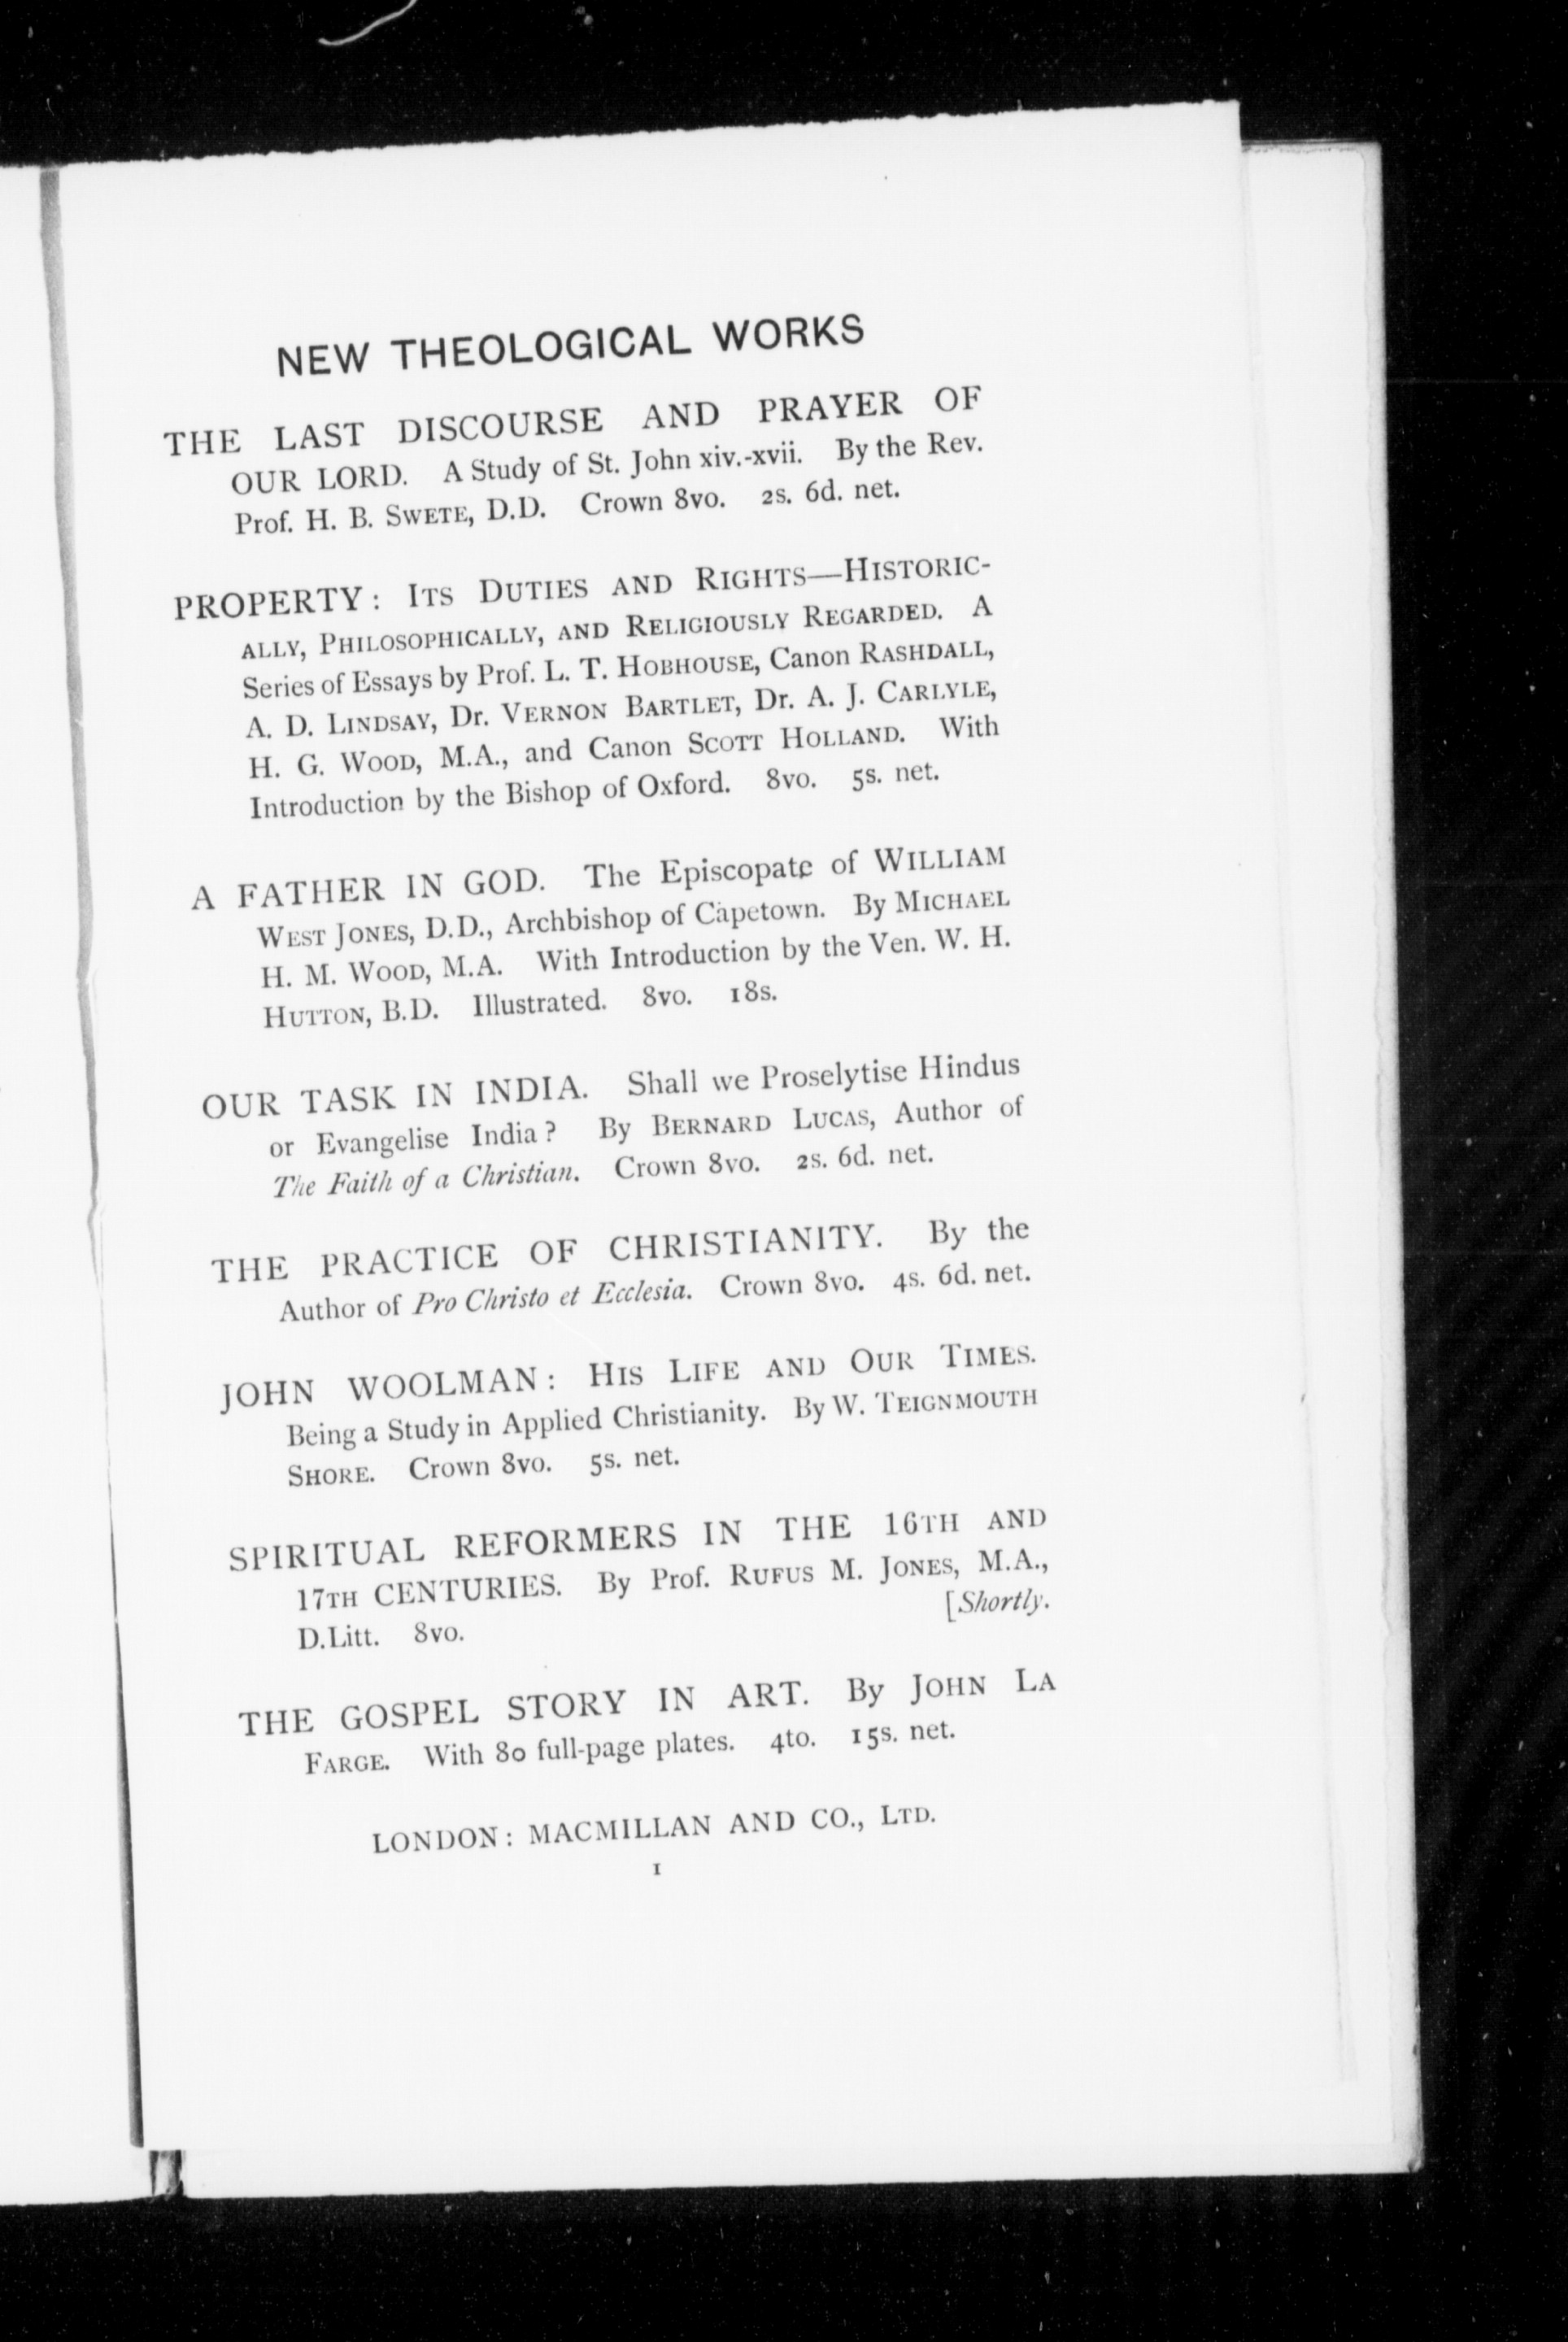 NEW THEOLOGICAL WORKS
THE LAST DISCOURSE AND PRAYER OF
OUR LORD. A Study of St. John xiv.-xvii. By the Rev.
Prof. H. B. SWETE, D.D. Crown 8vo. 2s. 6d. net.
PROPERTY: ITS DUTIES AND RIGHTS—HISTORIC-
ALLY, PHILOSOPHICALLY, AND RELIGIOUSLY REGARDED. A
Series of Essays by Prof. L. T. HOBHOUSE, Canon RASHDALL,
A. D. LINDSAY, Dr. VERNON BARTLET, Dr. A. J. CARLYLE,
H. G. WOOD, M.A., and Canon SCOTT HOLLAND. With
Introduction by the Bishop of Oxford. 8vo. 5s. net.
A FATHER IN GOD. The Episcopate of WILLIAM
WEST JONES, D.D., Archbishop of Capetown. By MICHAEL
H. M. WOOD, M.A. With Introduction by the Ven. W. H.
HUTTON, B.D. Illustrated. 8vo. 18s.
OUR TASK IN INDIA. Shall we Proselytise Hindus
or Evangelise India? By BERNARD LUCAS, Author of
The Faith of a Christian. Crown 8vo. 2s. 6d. net.
THE PRACTICE OF CHRISTIANITY. By the
Author of Pro Christo et Ecclesia. Crown 8vo. 4s. 6d. net.
JOHN WOOLMAN: HIS LIFE AND OUR TIMES.
Being a Study in Applied Christianity. By W. TEIGNMOUTH
SHORE. Crown 8vo. 5s. net.
SPIRITUAL REFORMERS IN THE 16TH AND
17TH CENTURIES. By Prof. RUFUS M. JONES, M.A.,
D.Litt. 8vo. [Shortly.
THE GOSPEL STORY IN ART. By JOHN LA
FARGE. With 80 full-page plates. 4to. 15s. net.
LONDON: MACMILLAN AND CO., LTD.
1